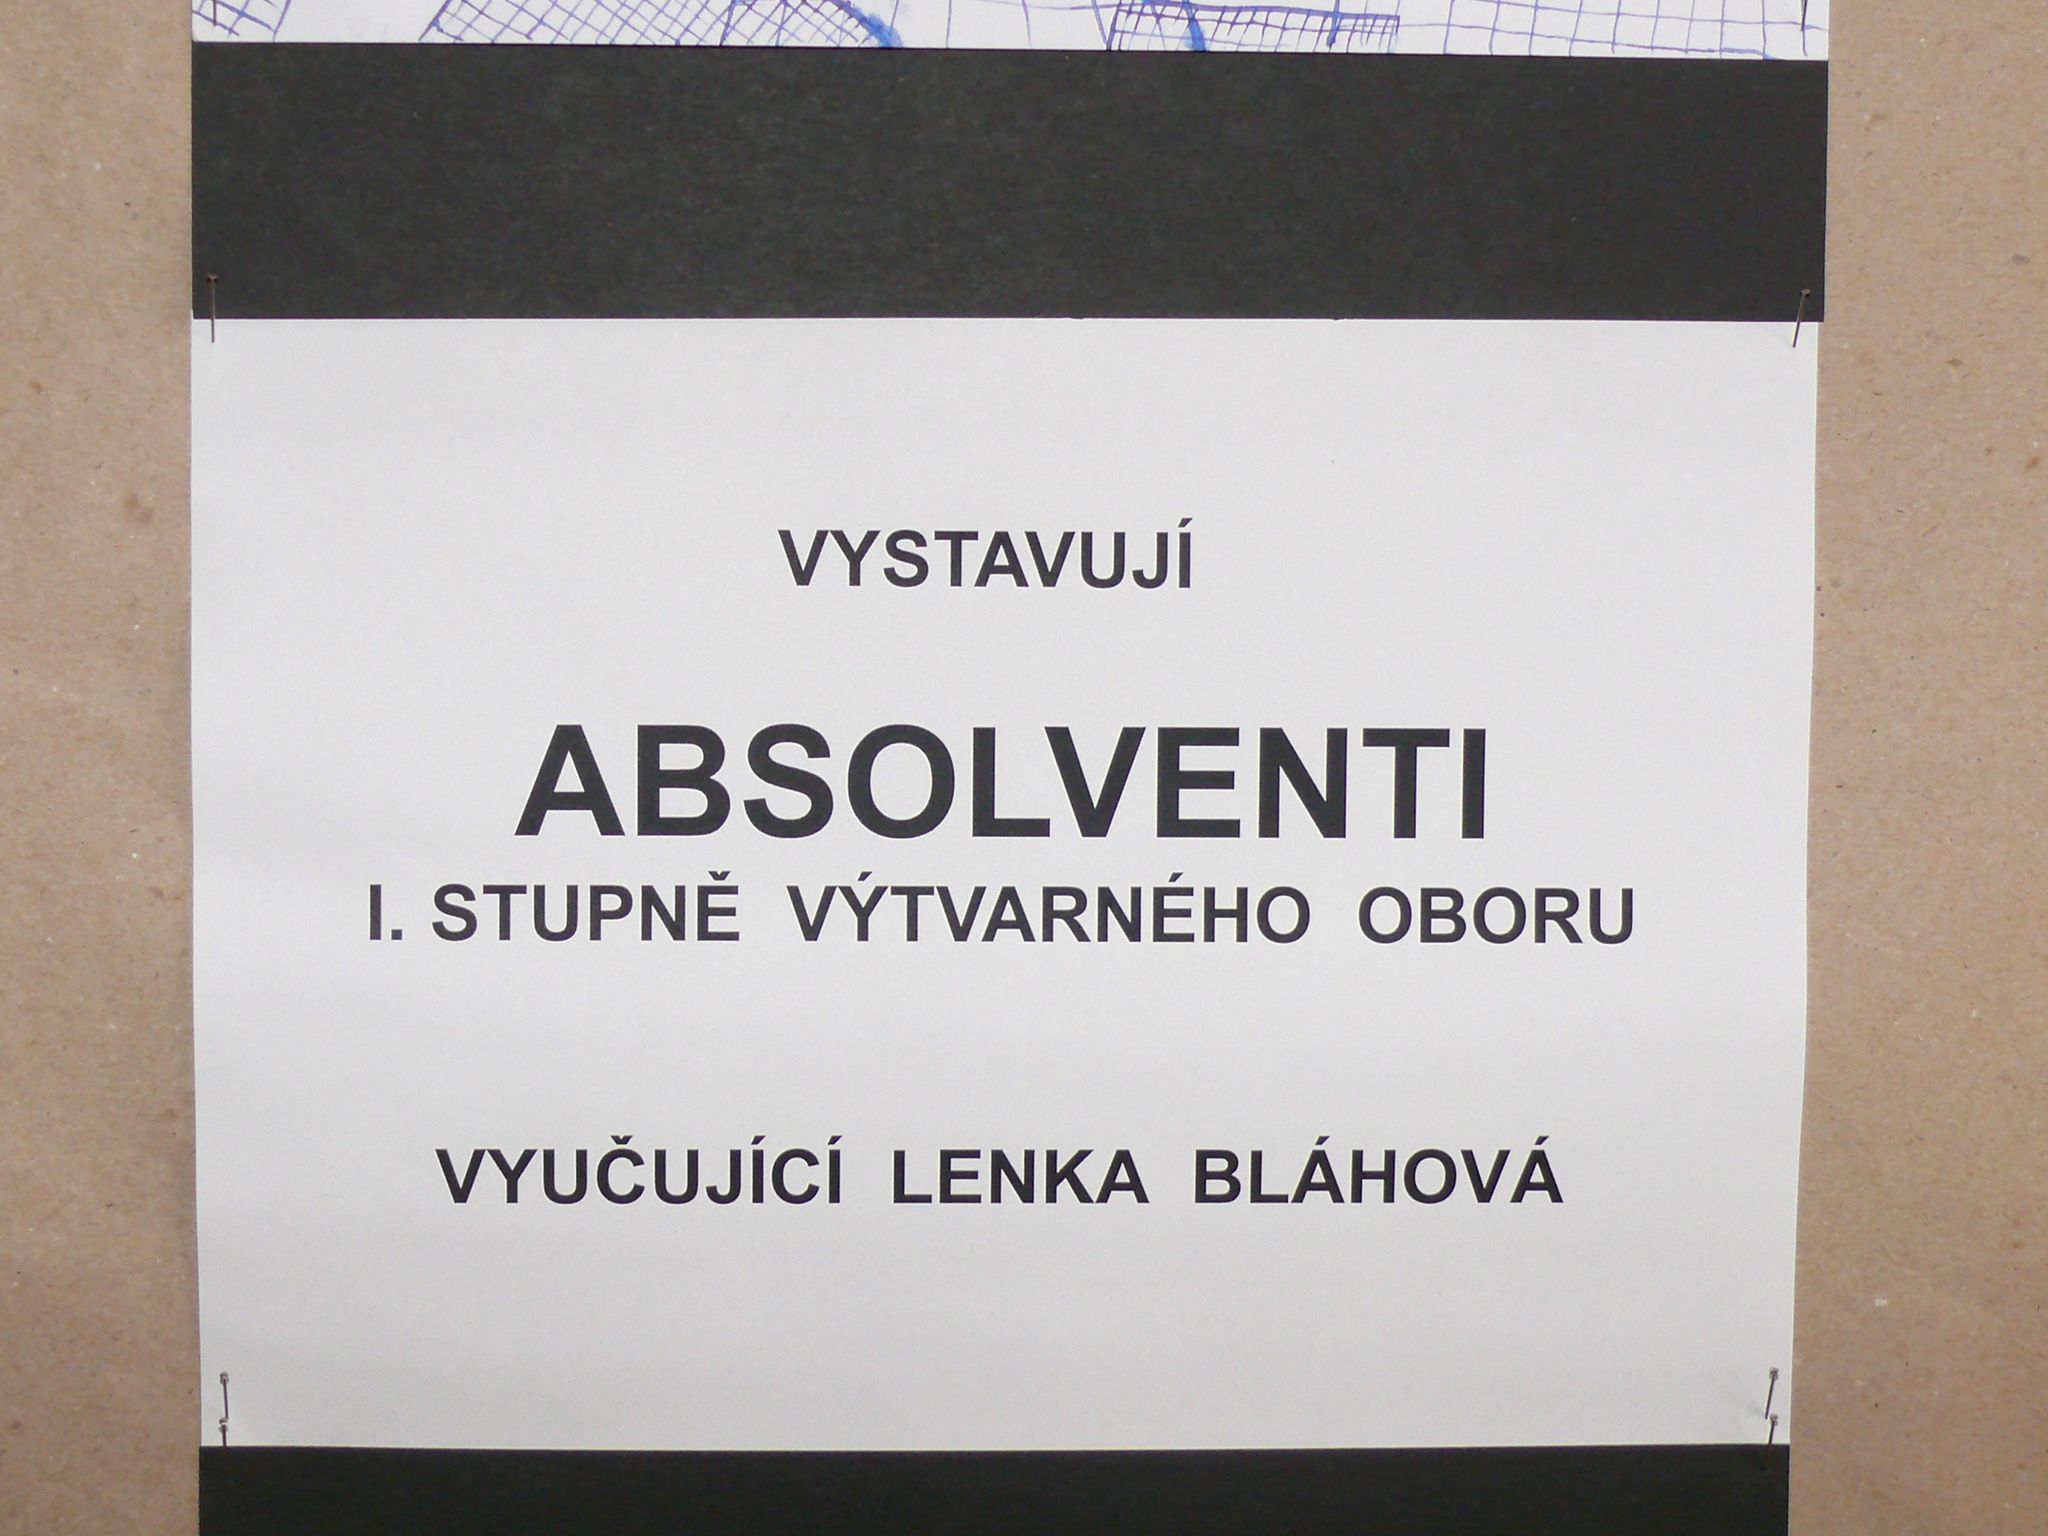 VYSTAVUJÍ
ABSOLVENTI
I. STUPNĚ VÝTVARNÉHO OBORU
VYUČUJÍCÍ LENKA BLÁHOVÁ